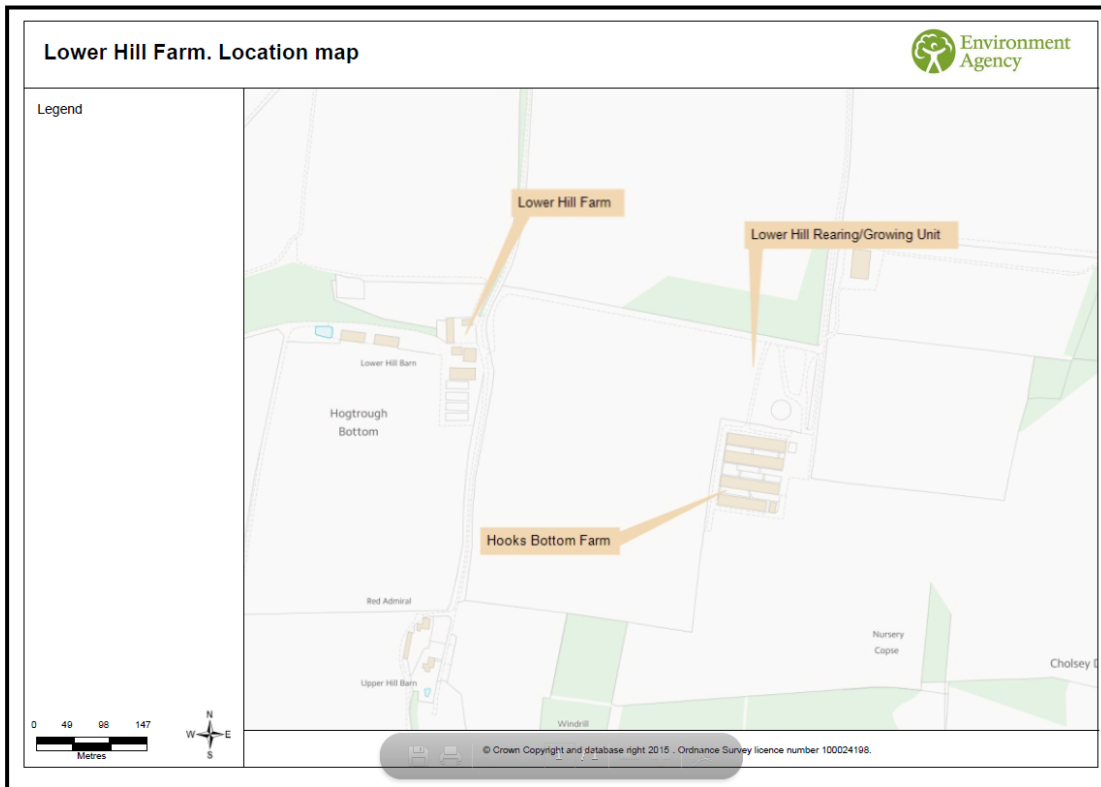 Lower Hill Farm. Location map
Environment
Agency
Legend
Lower Hill Farm
Lower Hill Rearing/Growing Unit
Lower Hill Barn
Hogtrough
Bottom
Hooks Bottom Farm
Red Admiral
Nursery
Copse
Cholsey D
Upper Hill Barn
Windrill
0 49 98 147
Metres
N
W E
S
© Crown Copyright and database right 2015 . Ordnance Survey licence number 100024198.